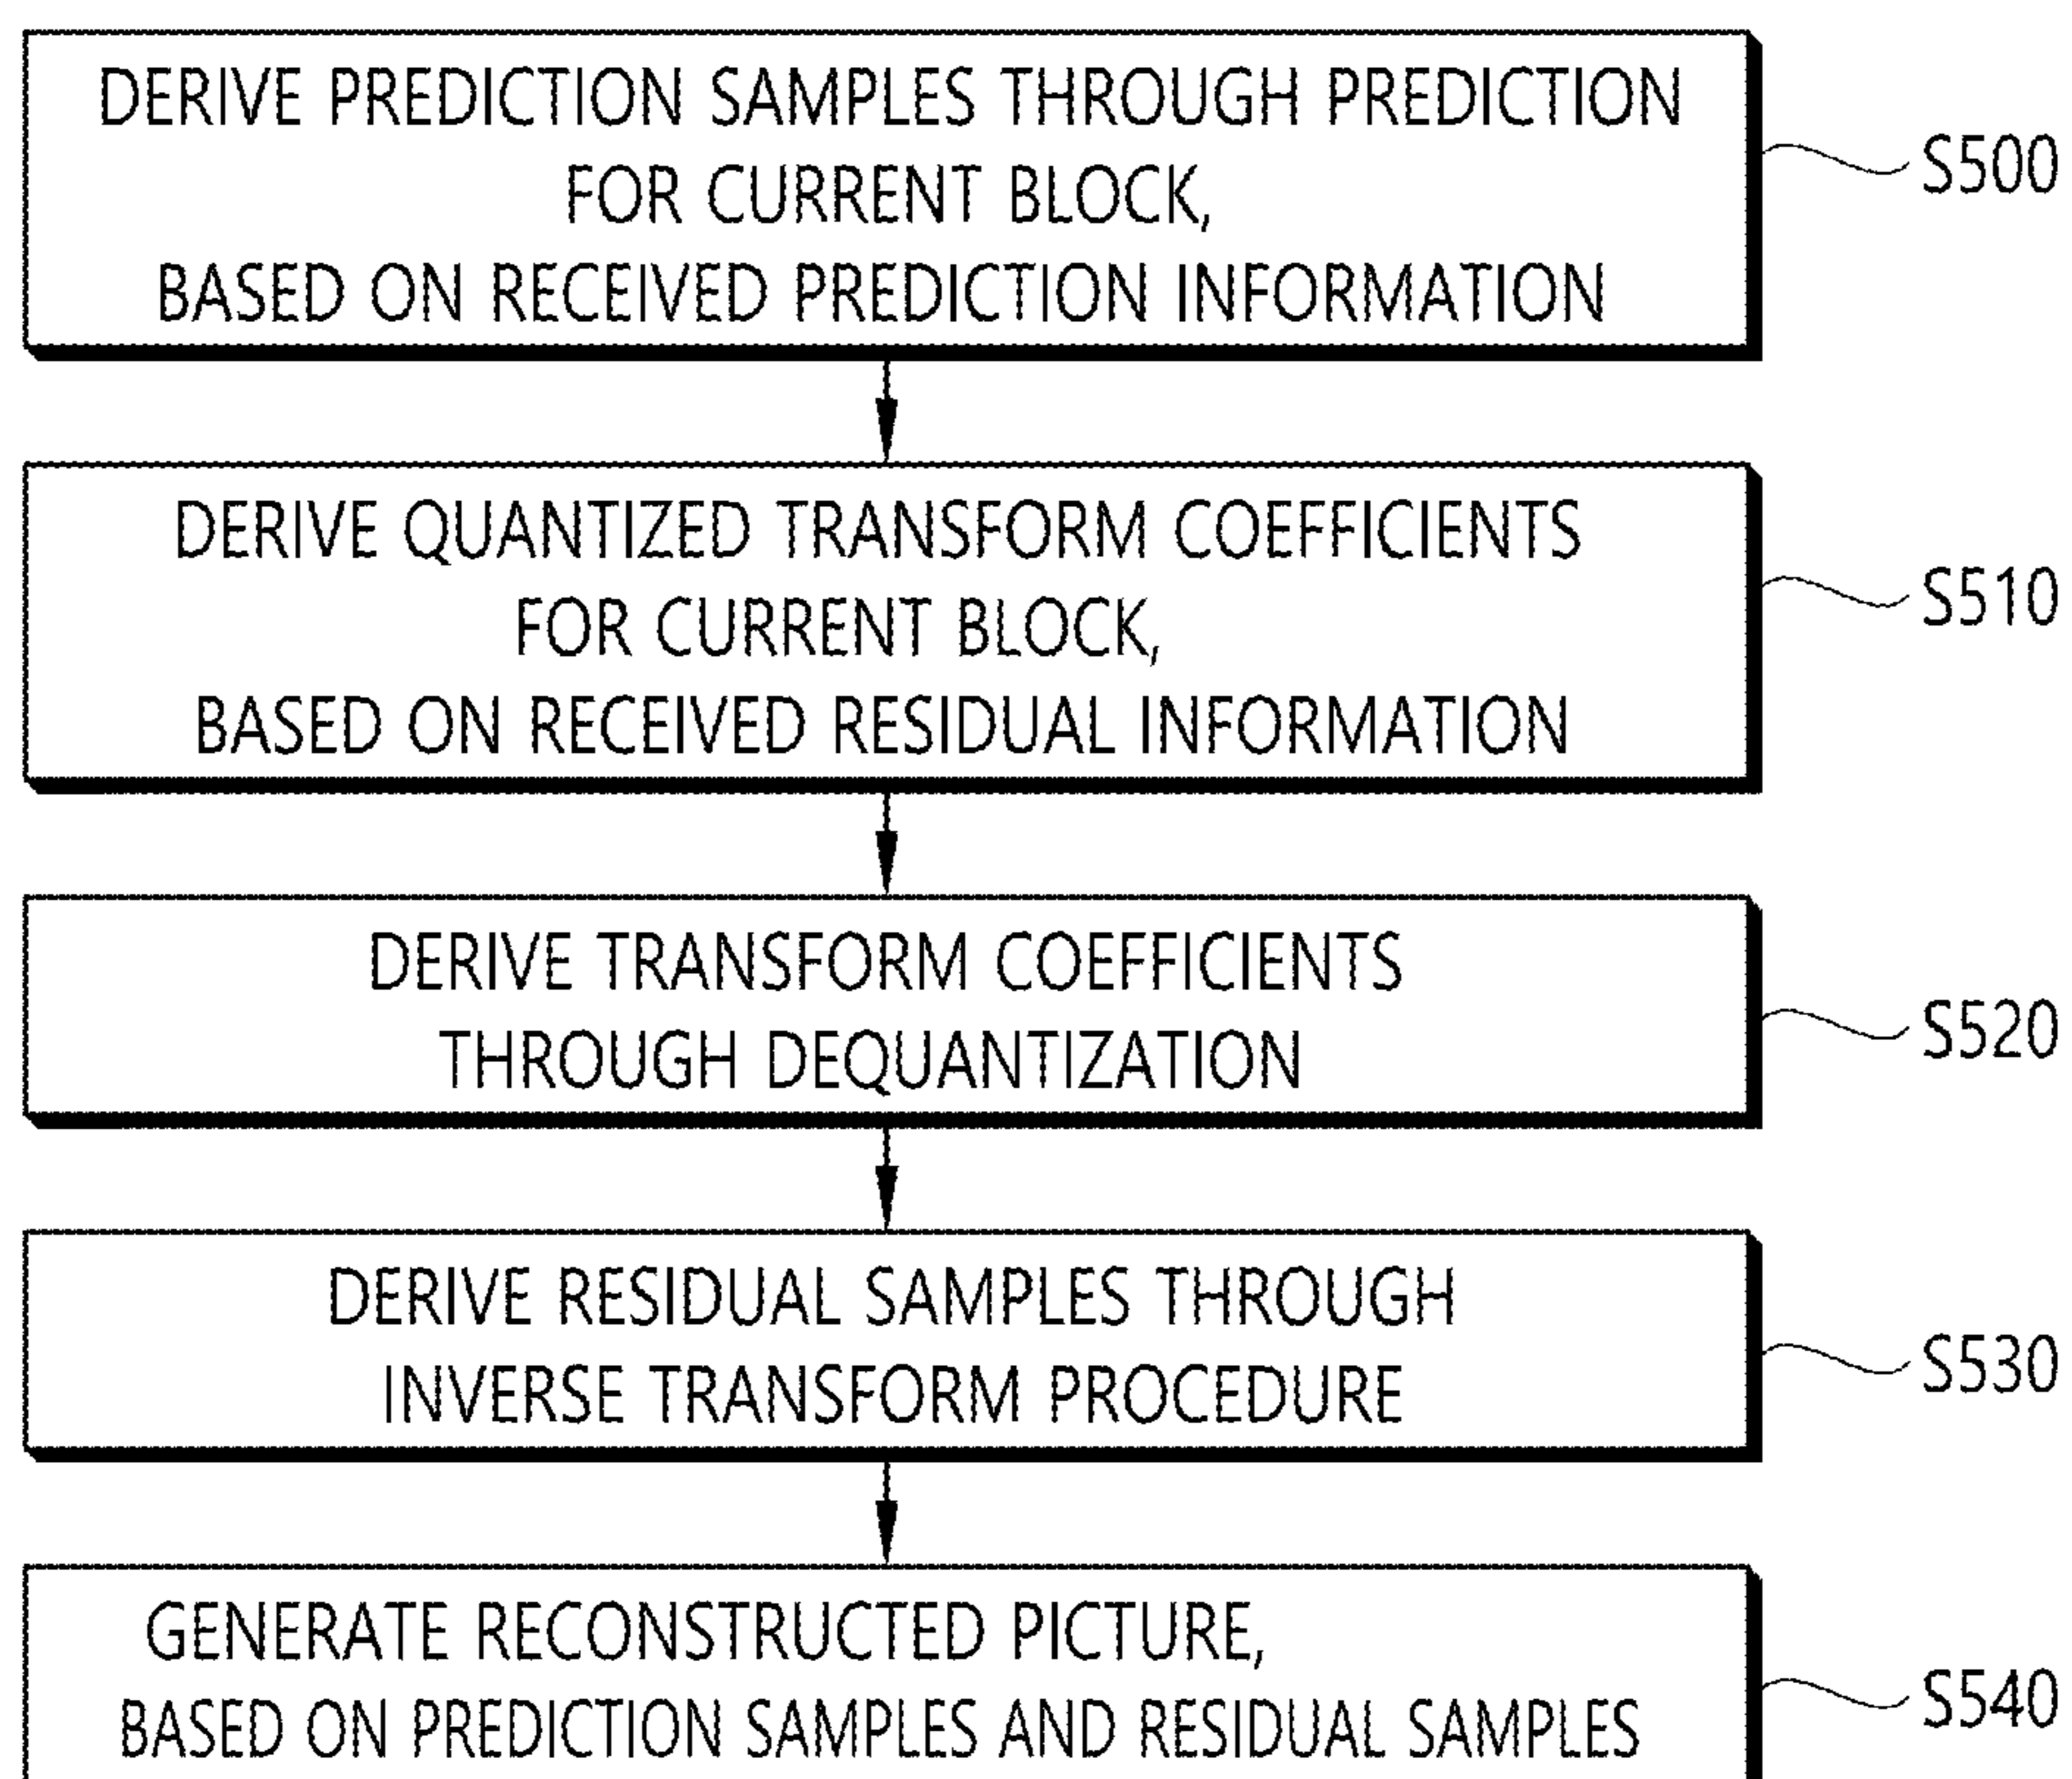 DERIVE PREDICTION SAMPLES THROUGH PREDICTION
FOR CURRENT BLOCK,
BASED ON RECEIVED PREDICTION INFORMATION
S500
DERIVE QUANTIZED TRANSFORM COEFFICIENTS
FOR CURRENT BLOCK,
BASED ON RECEIVED RESIDUAL INFORMATION
S510
DERIVE TRANSFORM COEFFICIENTS
THROUGH DEQUANTIZATION
S520
DERIVE RESIDUAL SAMPLES THROUGH
INVERSE TRANSFORM PROCEDURE
S530
GENERATE RECONSTRUCTED PICTURE,
BASED ON PREDICTION SAMPLES AND RESIDUAL SAMPLES
S540